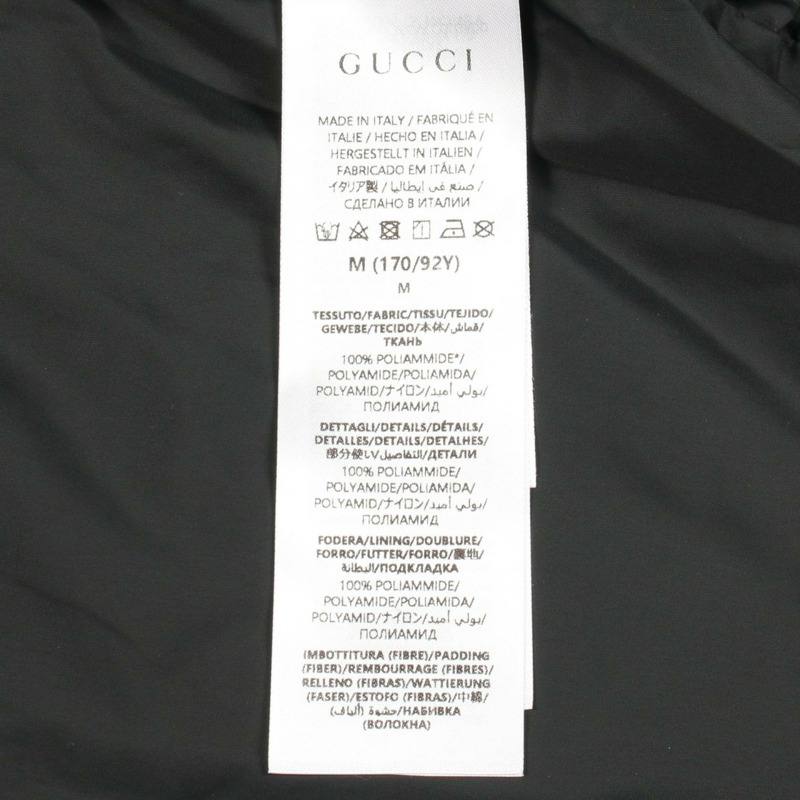 GUCCI
MADE IN ITALY / FABRIQUÉ EN
ITALIE / HECHO EN ITALIA /
HERGESTELLT IN ITALIEN /
FABRICADO EM ITÁLIA /
イタリア製 / صنع في ايطاليا /
СДЕЛАНО В ИТАЛИИ
M (170/92Y)
M
TESSUTO/FABRIC/TISSU/TEJIDO/
GEWEBE/TECIDO/本体/قماش/
ТКАНЬ
100% POLIAMMIDE*/
POLYAMIDE/POLIAMIDA/
POLYAMID/ナイロン/بولي أميد/
ПОЛИАМИД
DETTAGLI/DETAILS/DÉTAILS/
DETALLES/DETAILS/DETALHES/
部分使い/التفاصيل/ДЕТАЛИ
100% POLIAMMIDE/
POLYAMIDE/POLIAMIDA/
POLYAMID/ナイロン/بولي أميد/
ПОЛИАМИД
FODERA/LINING/DOUBLURE/
FORRO/FUTTER/FORRO/裏地/
البطانة/ПОДКЛАДКА
100% POLIAMMIDE/
POLYAMIDE/POLIAMIDA/
POLYAMID/ナイロン/بولي أميد/
ПОЛИАМИД
IMBOTTITURA (FIBRE)/PADDING
(FIBER)/REMBOURRAGE (FIBRES)/
RELLENO (FIBRAS)/WATTIERUNG
(FASER)/ESTOFO (FIBRAS)/中綿/
حشوة (ألياف)/НАБИВКА
(ВОЛОКНА)